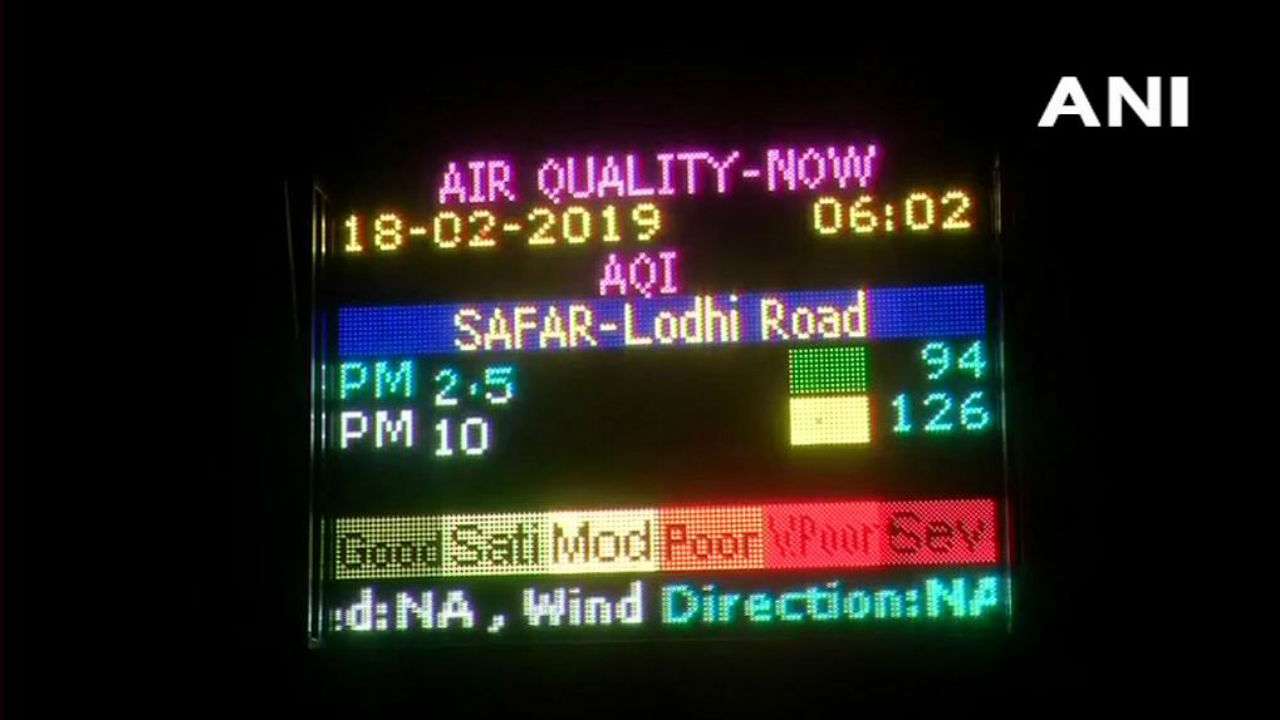 ANI
AIR QUALITY-NOW
18-02-2019 06:02
AQI
SAFAR-Lodhi Road
PM 2.5 94
PM 10 126
Good Sati Mod Poor V.Poor Sev
d:NA , Wind Direction:NA